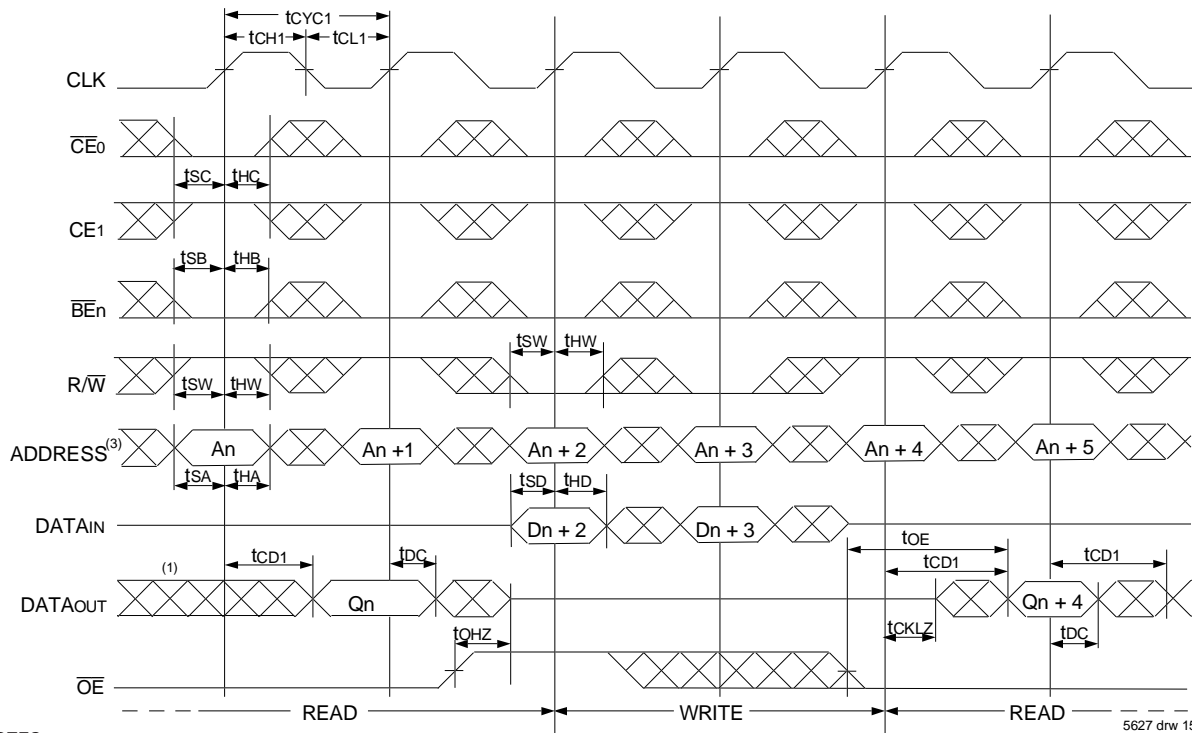 tCYC1
tCH1 tCL1
CLK
CE0
tSC tHC
CE1
tSB tHB
BEn
tSW tHW
R/W
tSW tHW
ADDRESS(3) An An +1 An + 2 An + 3 An + 4 An + 5
tSA tHA tSD tHD
DATAIN Dn + 2 Dn + 3
tOE
(1) tCD1 tDC tCD1 tCD1
DATAOUT Qn Qn + 4
tOHZ tCKLZ tDC
OE
READ WRITE READ
5627 drw 15